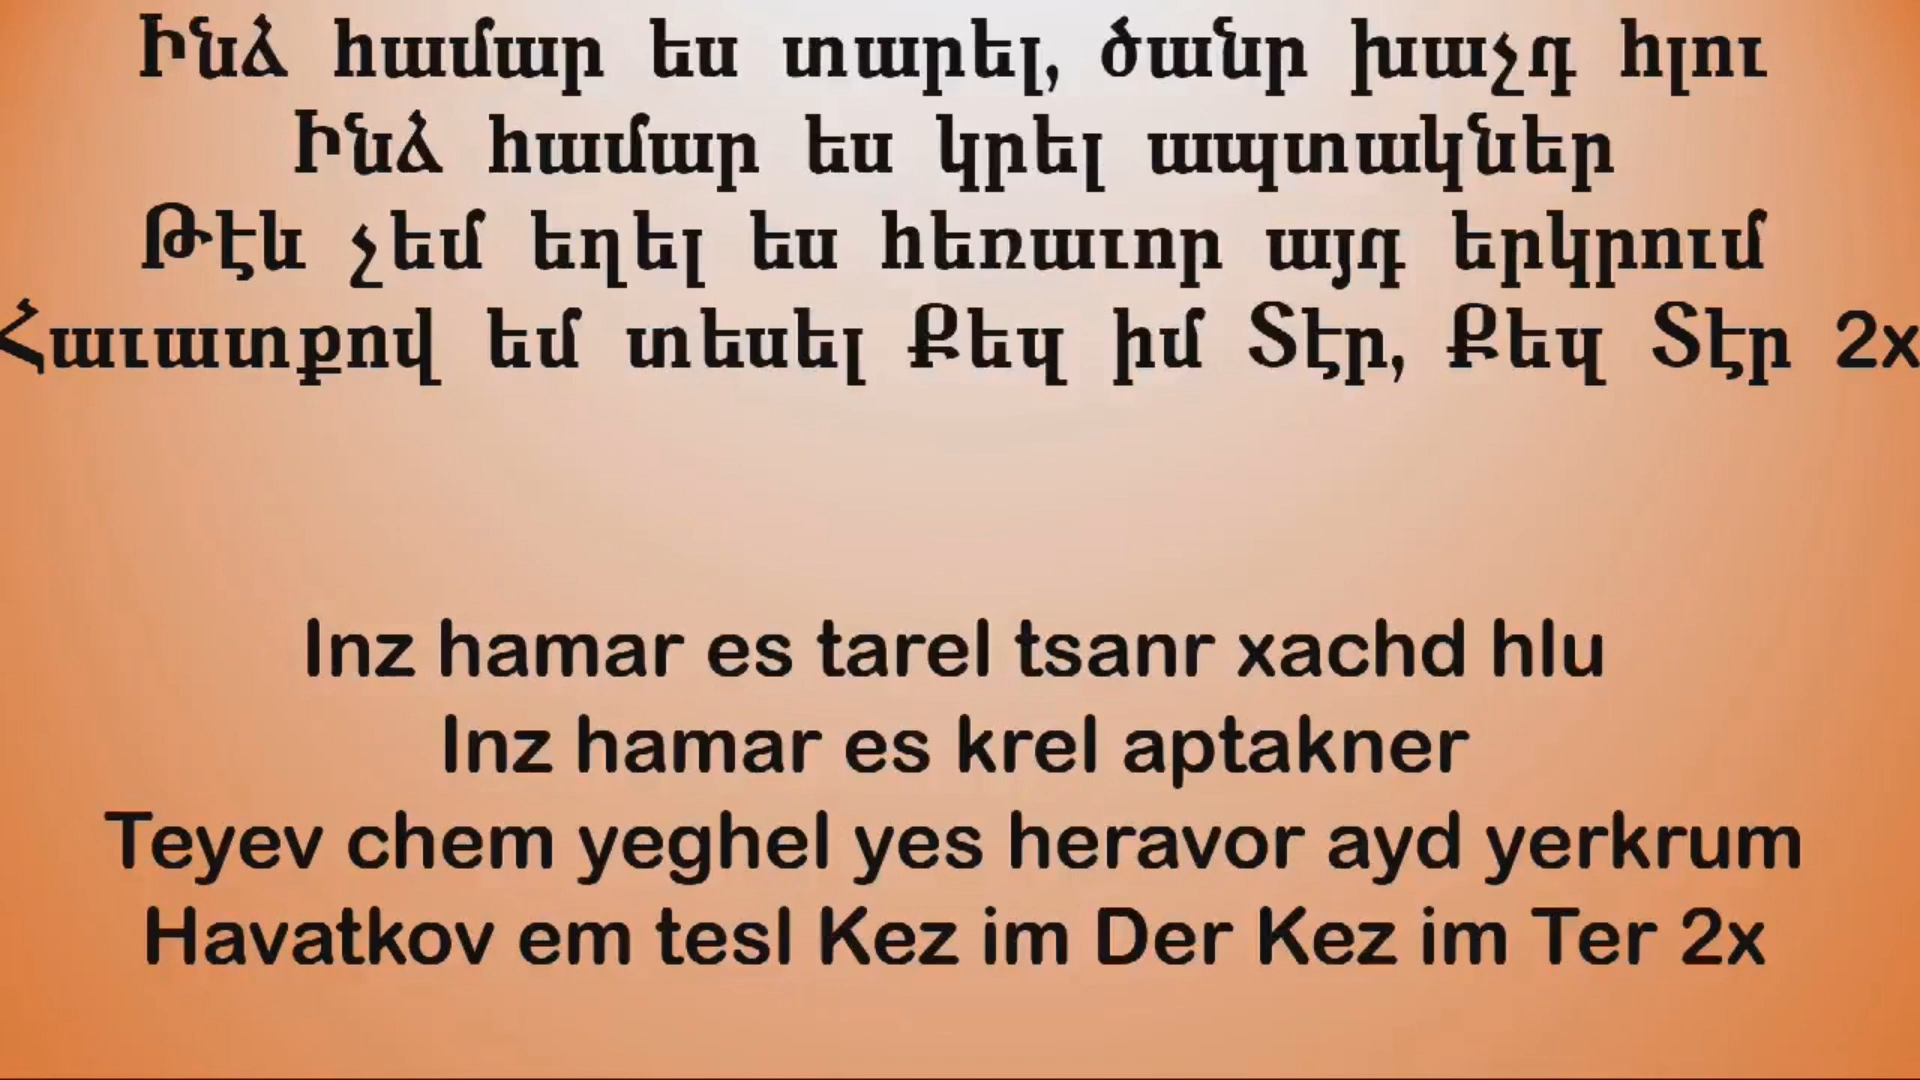 Ինձ համար ես տարել, ծանր խաչդ հլու
Ինձ համար ես կրել ապտակներ
Թէև չեմ եղել ես հեռաւոր այդ երկրում
Հաւատքով եմ տեսել Քեզ իմ Տէր, Քեզ Տէր 2x
Inz hamar es tarel tsanr xachd hlu
Inz hamar es krel aptakner
Teyev chem yeghel yes heravor ayd yerkrum
Havatkov em tesl Kez im Der Kez im Ter 2x